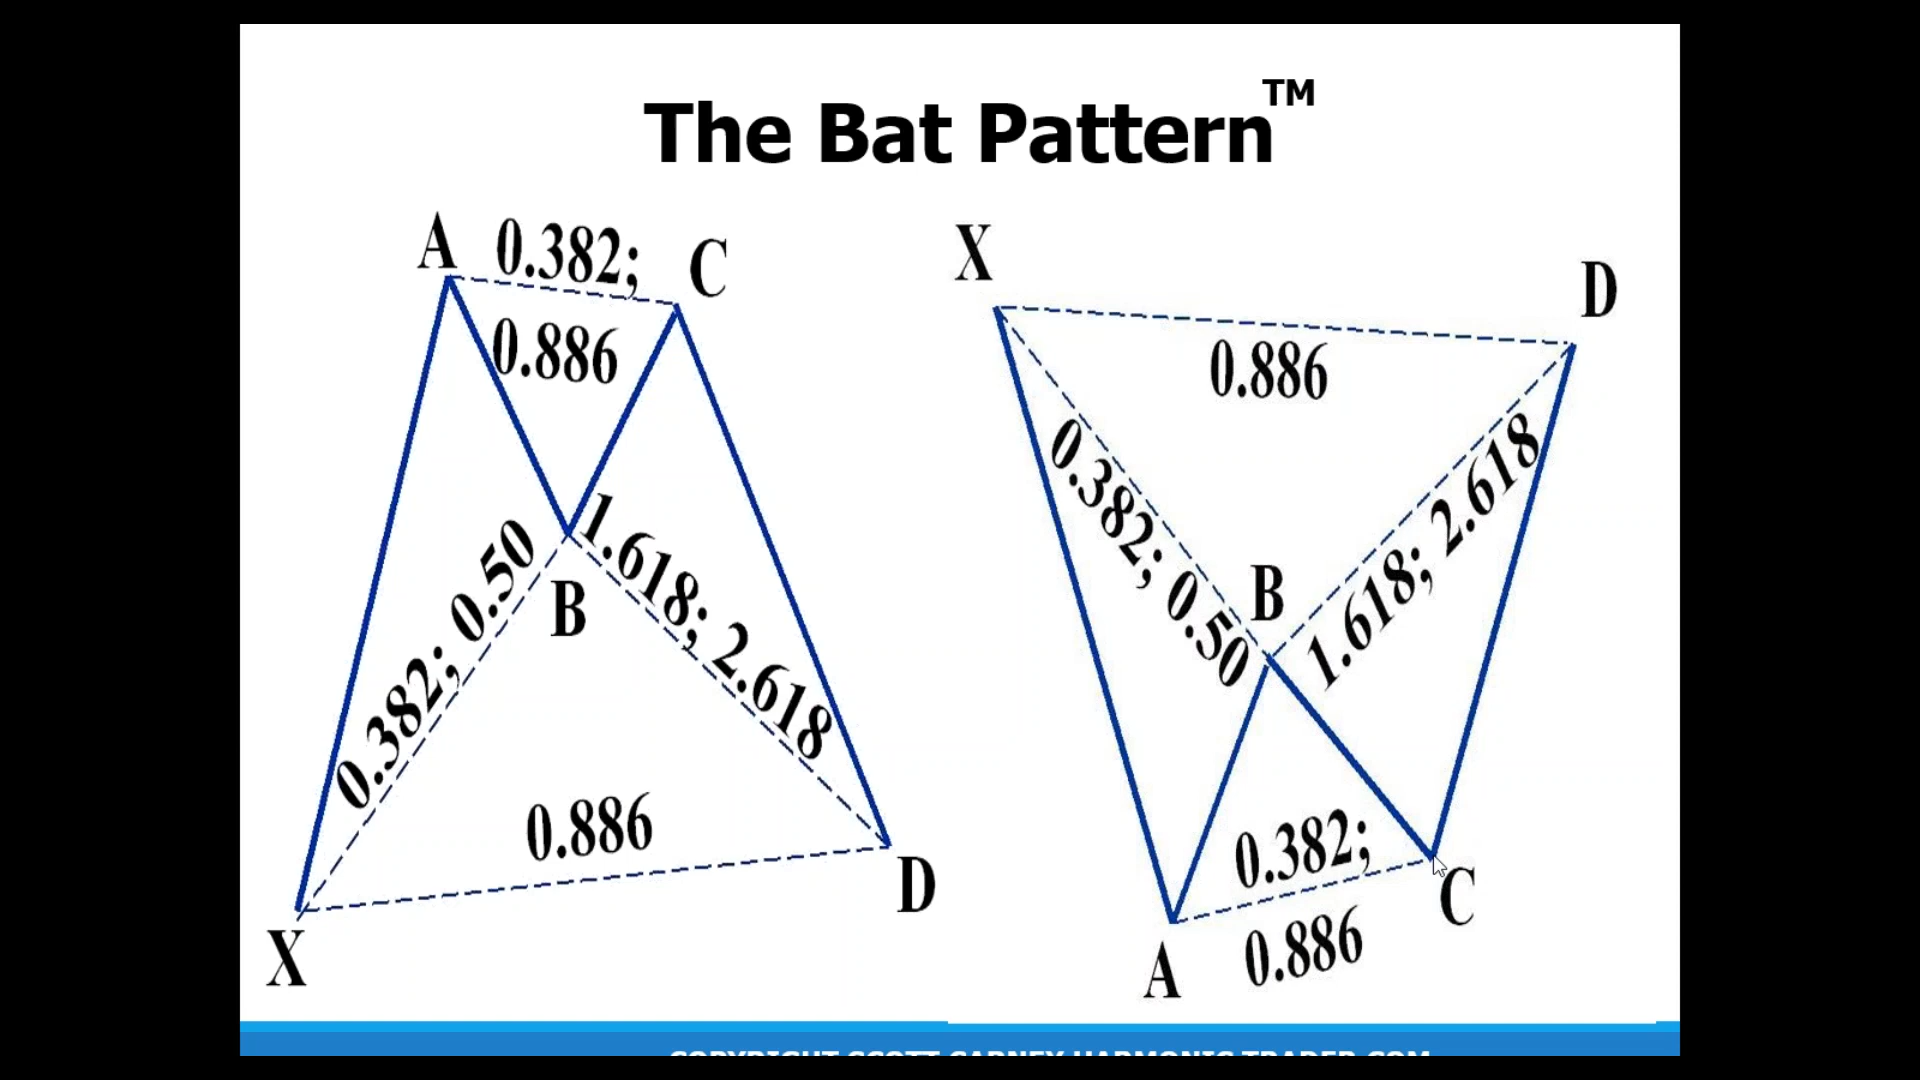 The Bat Pattern™
A 0.382; C
0.886
0.382; 0.50
B
1.618; 2.618
0.886
X
D
X
D
0.886
0.382; 0.50
B
1.618; 2.618
0.382;
C
A
0.886
COPYRIGHT SCOTT CARNEY HARMONIC TRADER.COM